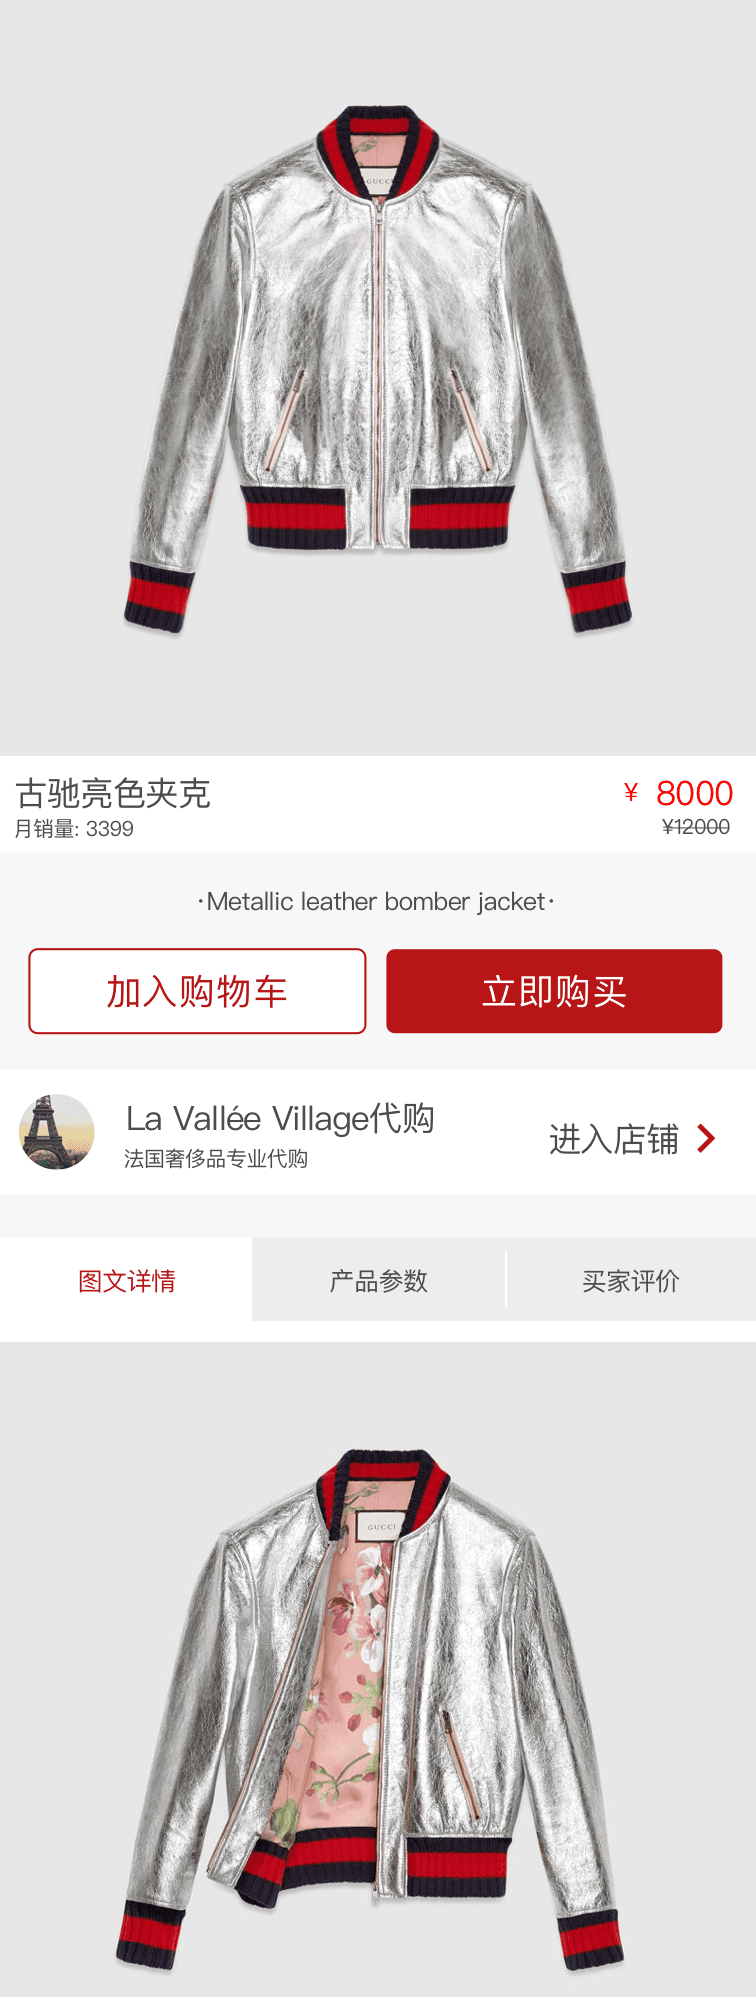 GUCCI
古驰亮色夹克
¥ 8000
月销量: 3399
¥12000
·Metallic leather bomber jacket·
加入购物车
立即购买
La Vallée Village代购
法国奢侈品专业代购
进入店铺
图文详情
产品参数
买家评价
GUCCI